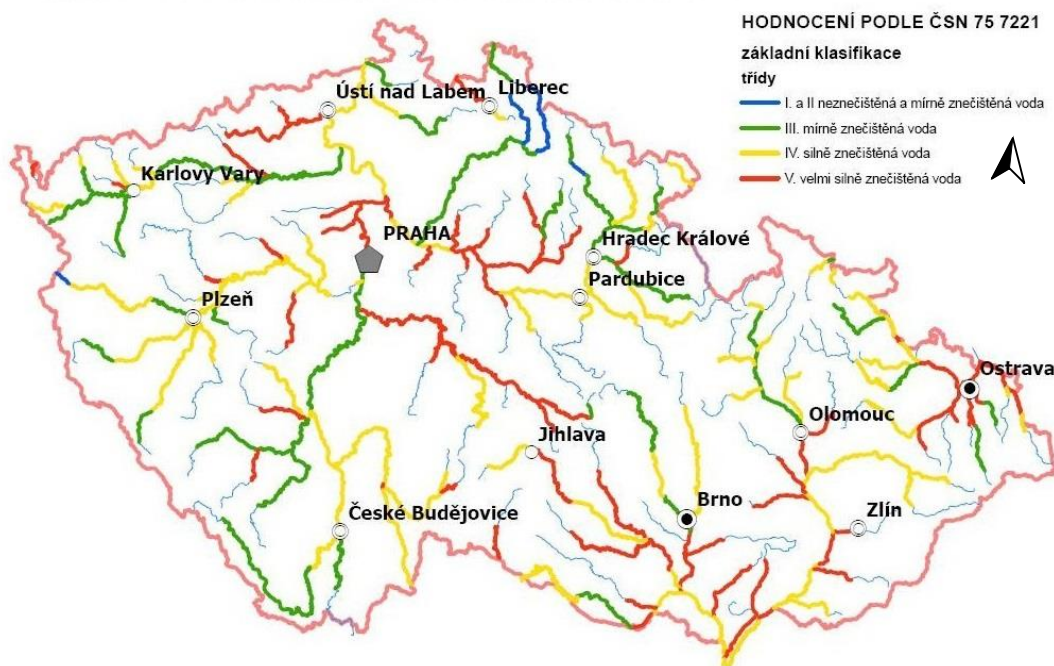 HODNOCENÍ PODLE ČSN 75 7221
základní klasifikace
třídy
I. a II neznečištěná a mírně znečištěná voda
III. mírně znečištěná voda
IV. silně znečištěná voda
V. velmi silně znečištěná voda
Ústí nad Labem
Liberec
Karlovy Vary
PRAHA
Hradec Králové
Pardubice
Plzeň
Ostrava
Olomouc
Jihlava
Brno
Zlín
České Budějovice